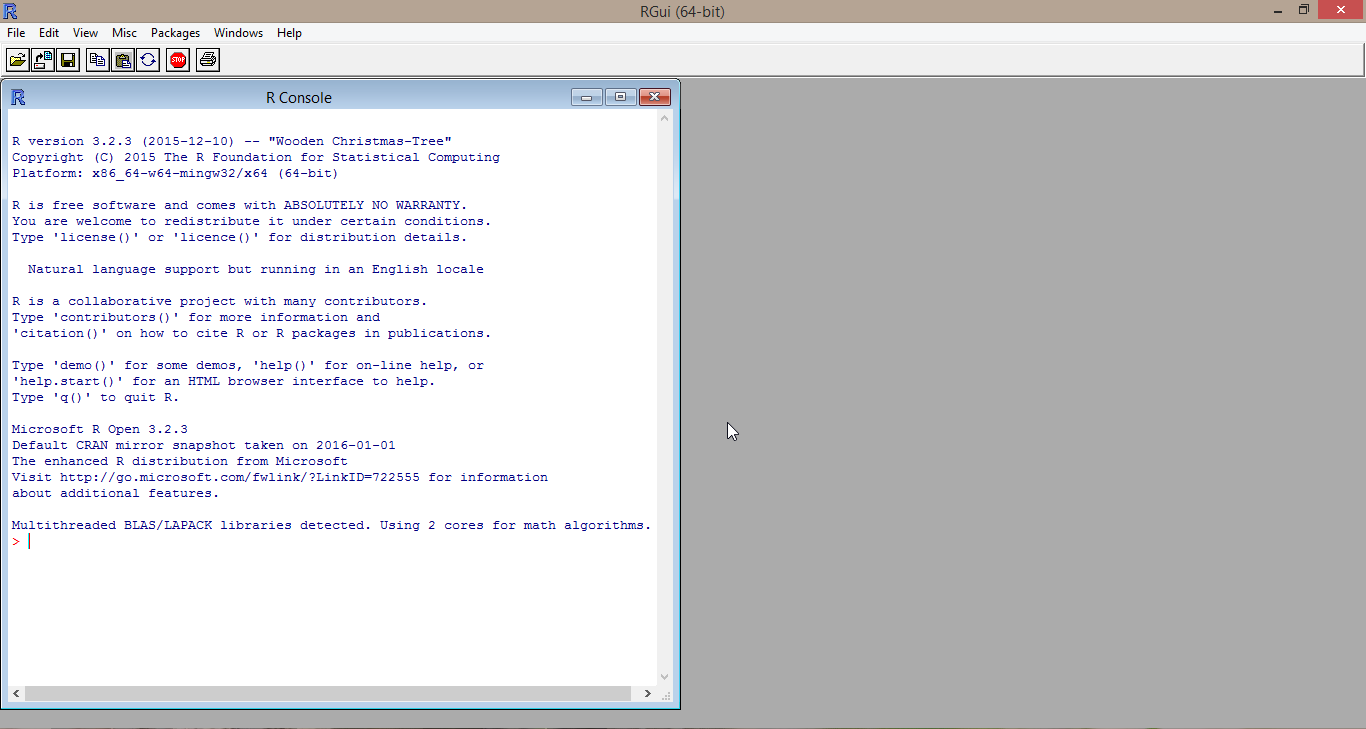 RGui (64-bit)
File Edit View Misc Packages Windows Help
STOP
R Console
R version 3.2.3 (2015-12-10) -- "Wooden Christmas-Tree"
Copyright (C) 2015 The R Foundation for Statistical Computing
Platform: x86_64-w64-mingw32/x64 (64-bit)
R is free software and comes with ABSOLUTELY NO WARRANTY.
You are welcome to redistribute it under certain conditions.
Type 'license()' or 'licence()' for distribution details.
Natural language support but running in an English locale
R is a collaborative project with many contributors.
Type 'contributors()' for more information and
'citation()' on how to cite R or R packages in publications.
Type 'demo()' for some demos, 'help()' for on-line help, or
'help.start()' for an HTML browser interface to help.
Type 'q()' to quit R.
Microsoft R Open 3.2.3
Default CRAN mirror snapshot taken on 2016-01-01
The enhanced R distribution from Microsoft
Visit http://go.microsoft.com/fwlink/?LinkID=722555 for information
about additional features.
Multithreaded BLAS/LAPACK libraries detected. Using 2 cores for math algorithms.
>